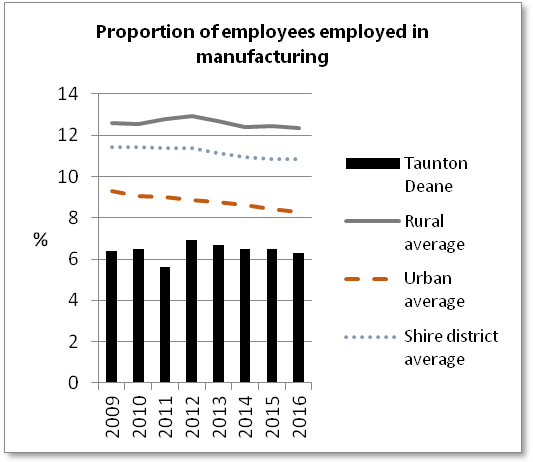 Proportion of employees employed in
manufacturing
14
12
10
8
6
4
2
0
%
2009
2010
2011
2012
2013
2014
2015
2016
Taunton
Deane
Rural
average
Urban
average
Shire district
average